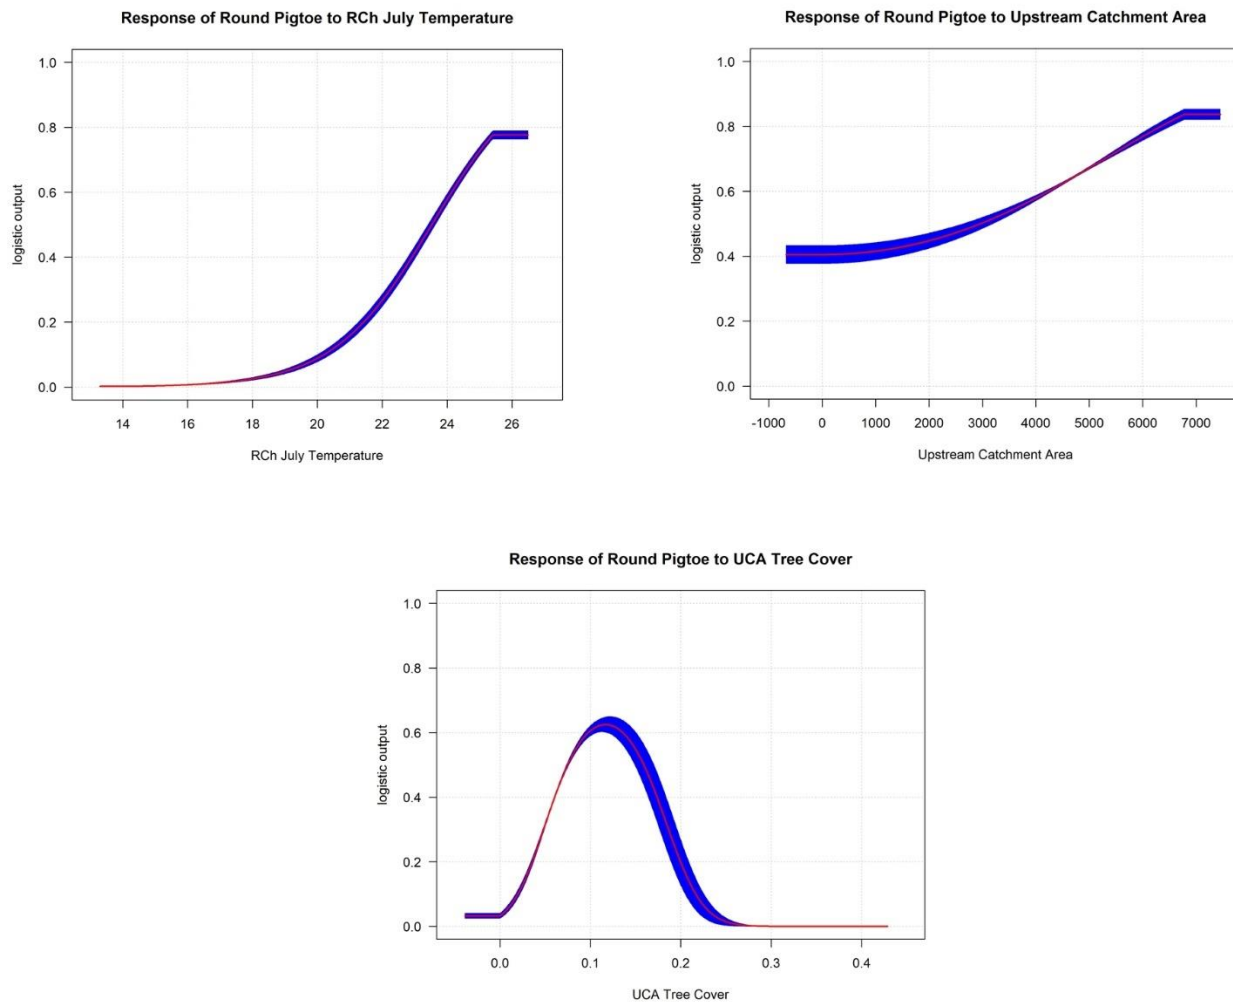 Response of Round Pigtoe to RCh July Temperature
1.0
0.8
0.6
0.4
0.2
0.0
logistic output
14 16 18 20 22 24 26
RCh July Temperature
Response of Round Pigtoe to Upstream Catchment Area
1.0
0.8
0.6
0.4
0.2
0.0
logistic output
-1000 0 1000 2000 3000 4000 5000 6000 7000
Upstream Catchment Area
Response of Round Pigtoe to UCA Tree Cover
1.0
0.8
0.6
0.4
0.2
0.0
logistic output
0.0 0.1 0.2 0.3 0.4
UCA Tree Cover